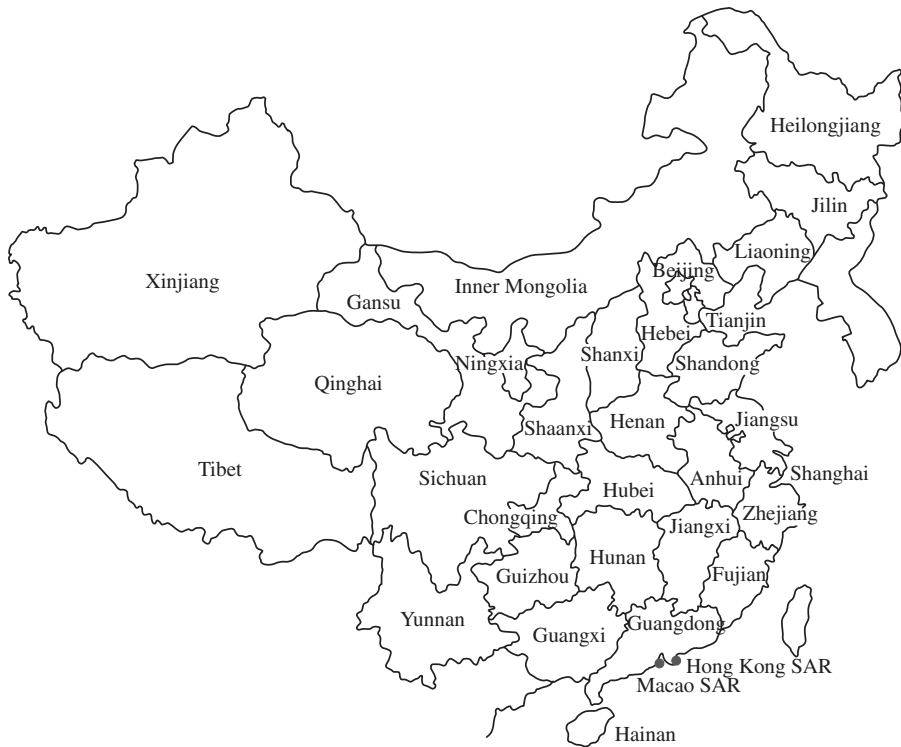 Heilongjiang
Jilin
Liaoning
Beijing
Xinjiang
Inner Mongolia
Gansu
Tianjin
Hebei
Shanxi
Ningxia
Shandong
Qinghai
Henan
Jiangsu
Shaanxi
Tibet
Sichuan
Anhui
Shanghai
Hubei
Zhejiang
Chongqing
Jiangxi
Hunan
Guizhou
Fujian
Yunnan
Guangdong
Guangxi
Hong Kong SAR
Macao SAR
Hainan